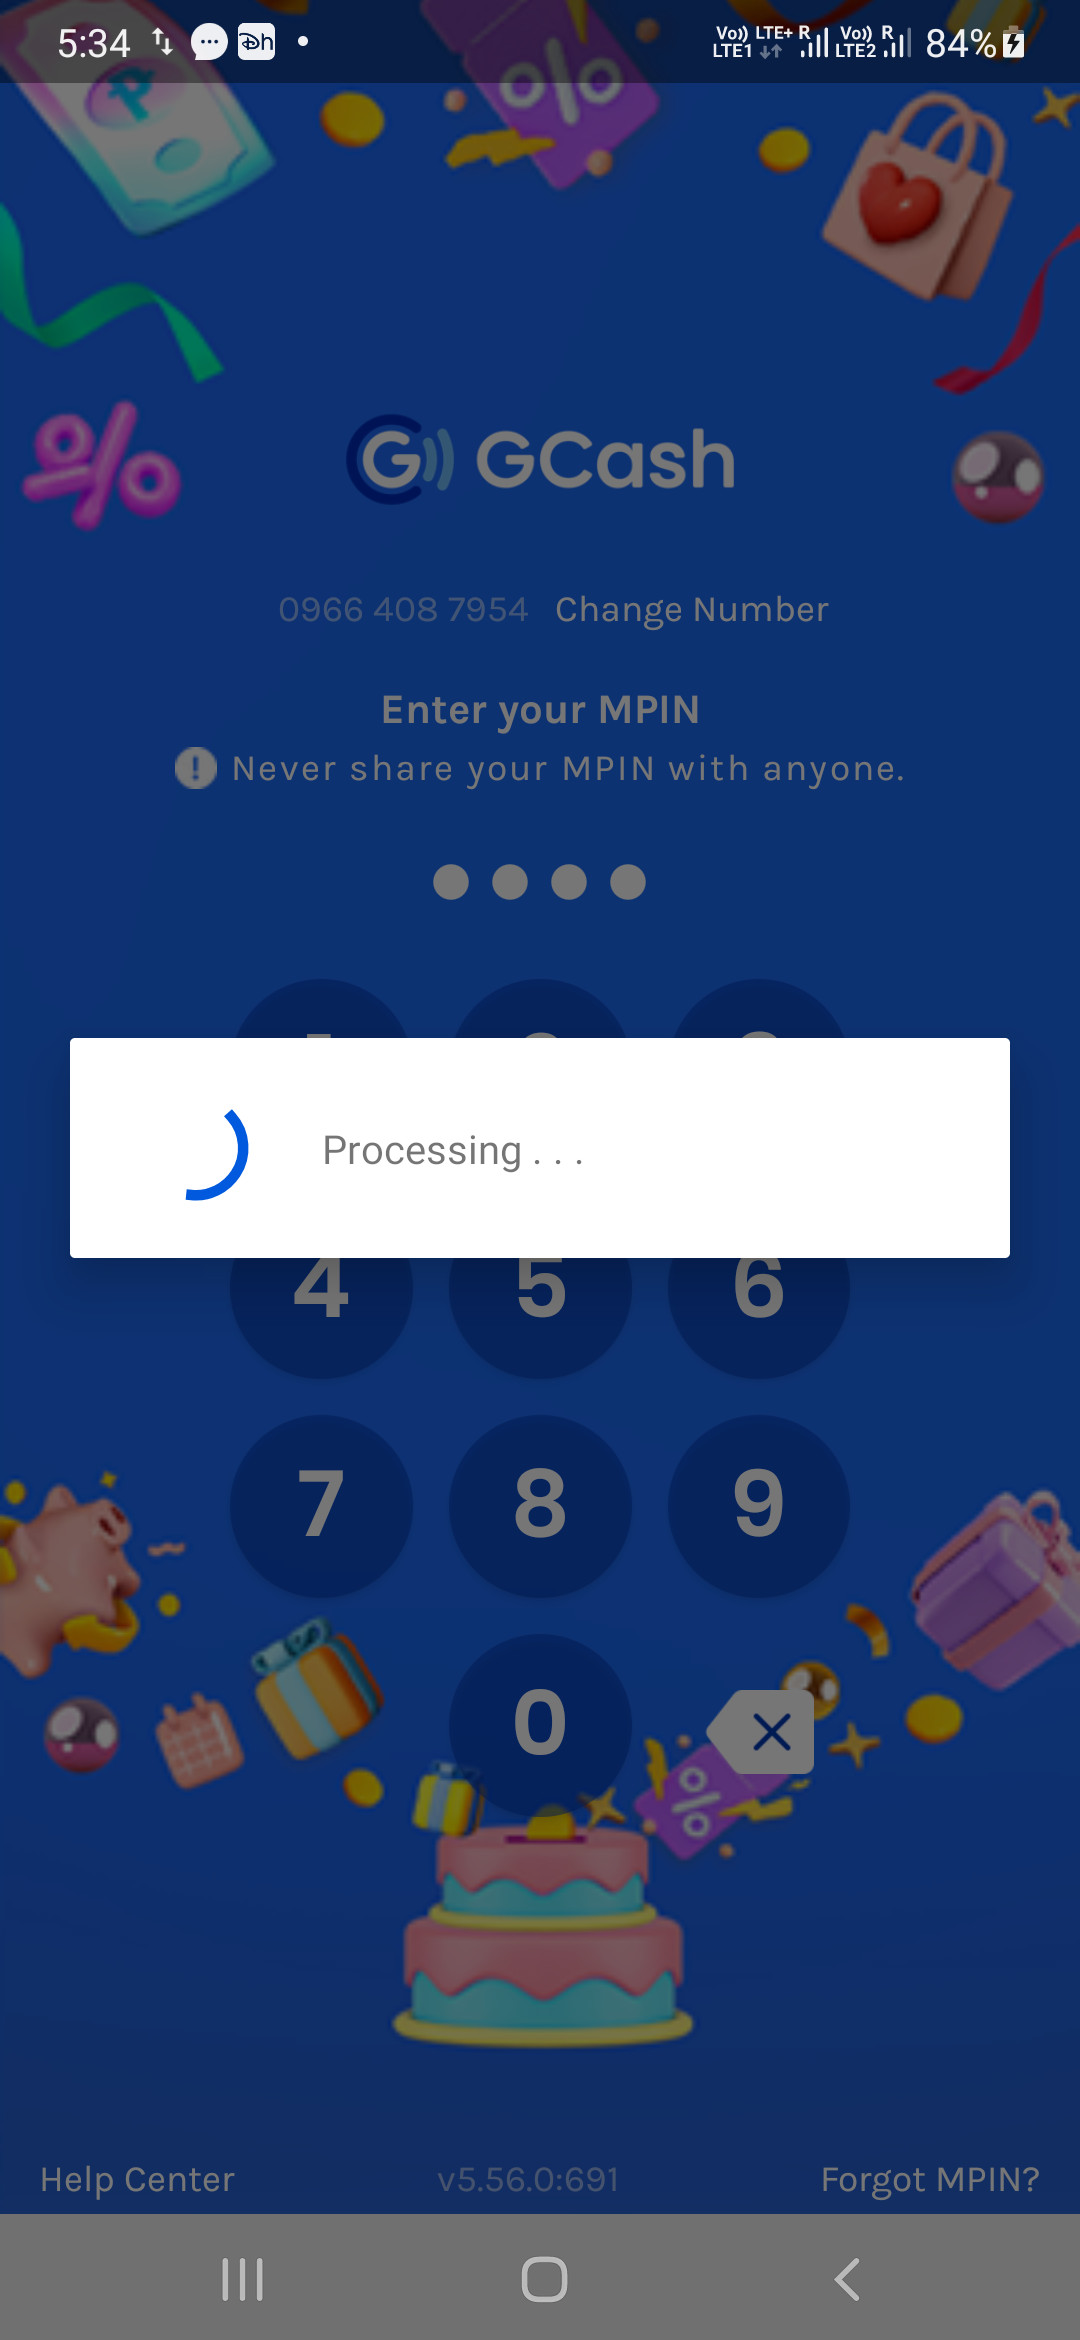 5:34 Vo)) LTE+ R Vo)) R 84%
LTE1 LTE2
GCash
0966 408 7954 Change Number
Enter your MPIN
Never share your MPIN with anyone.
Processing . . .
4 5 6
7 8 9
0
Help Center v5.56.0:691 Forgot MPIN?